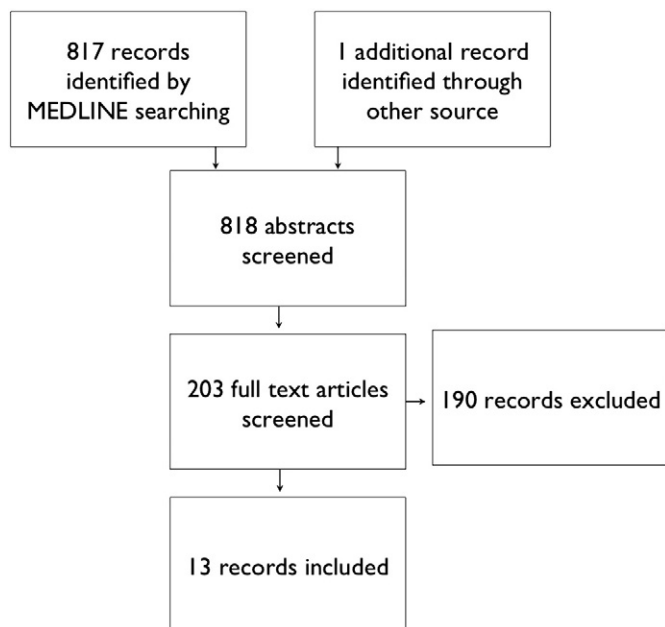 817 records
identified by
MEDLINE searching
1 additional record
identified through
other source
818 abstracts
screened
203 full text articles
screened
190 records excluded
13 records included